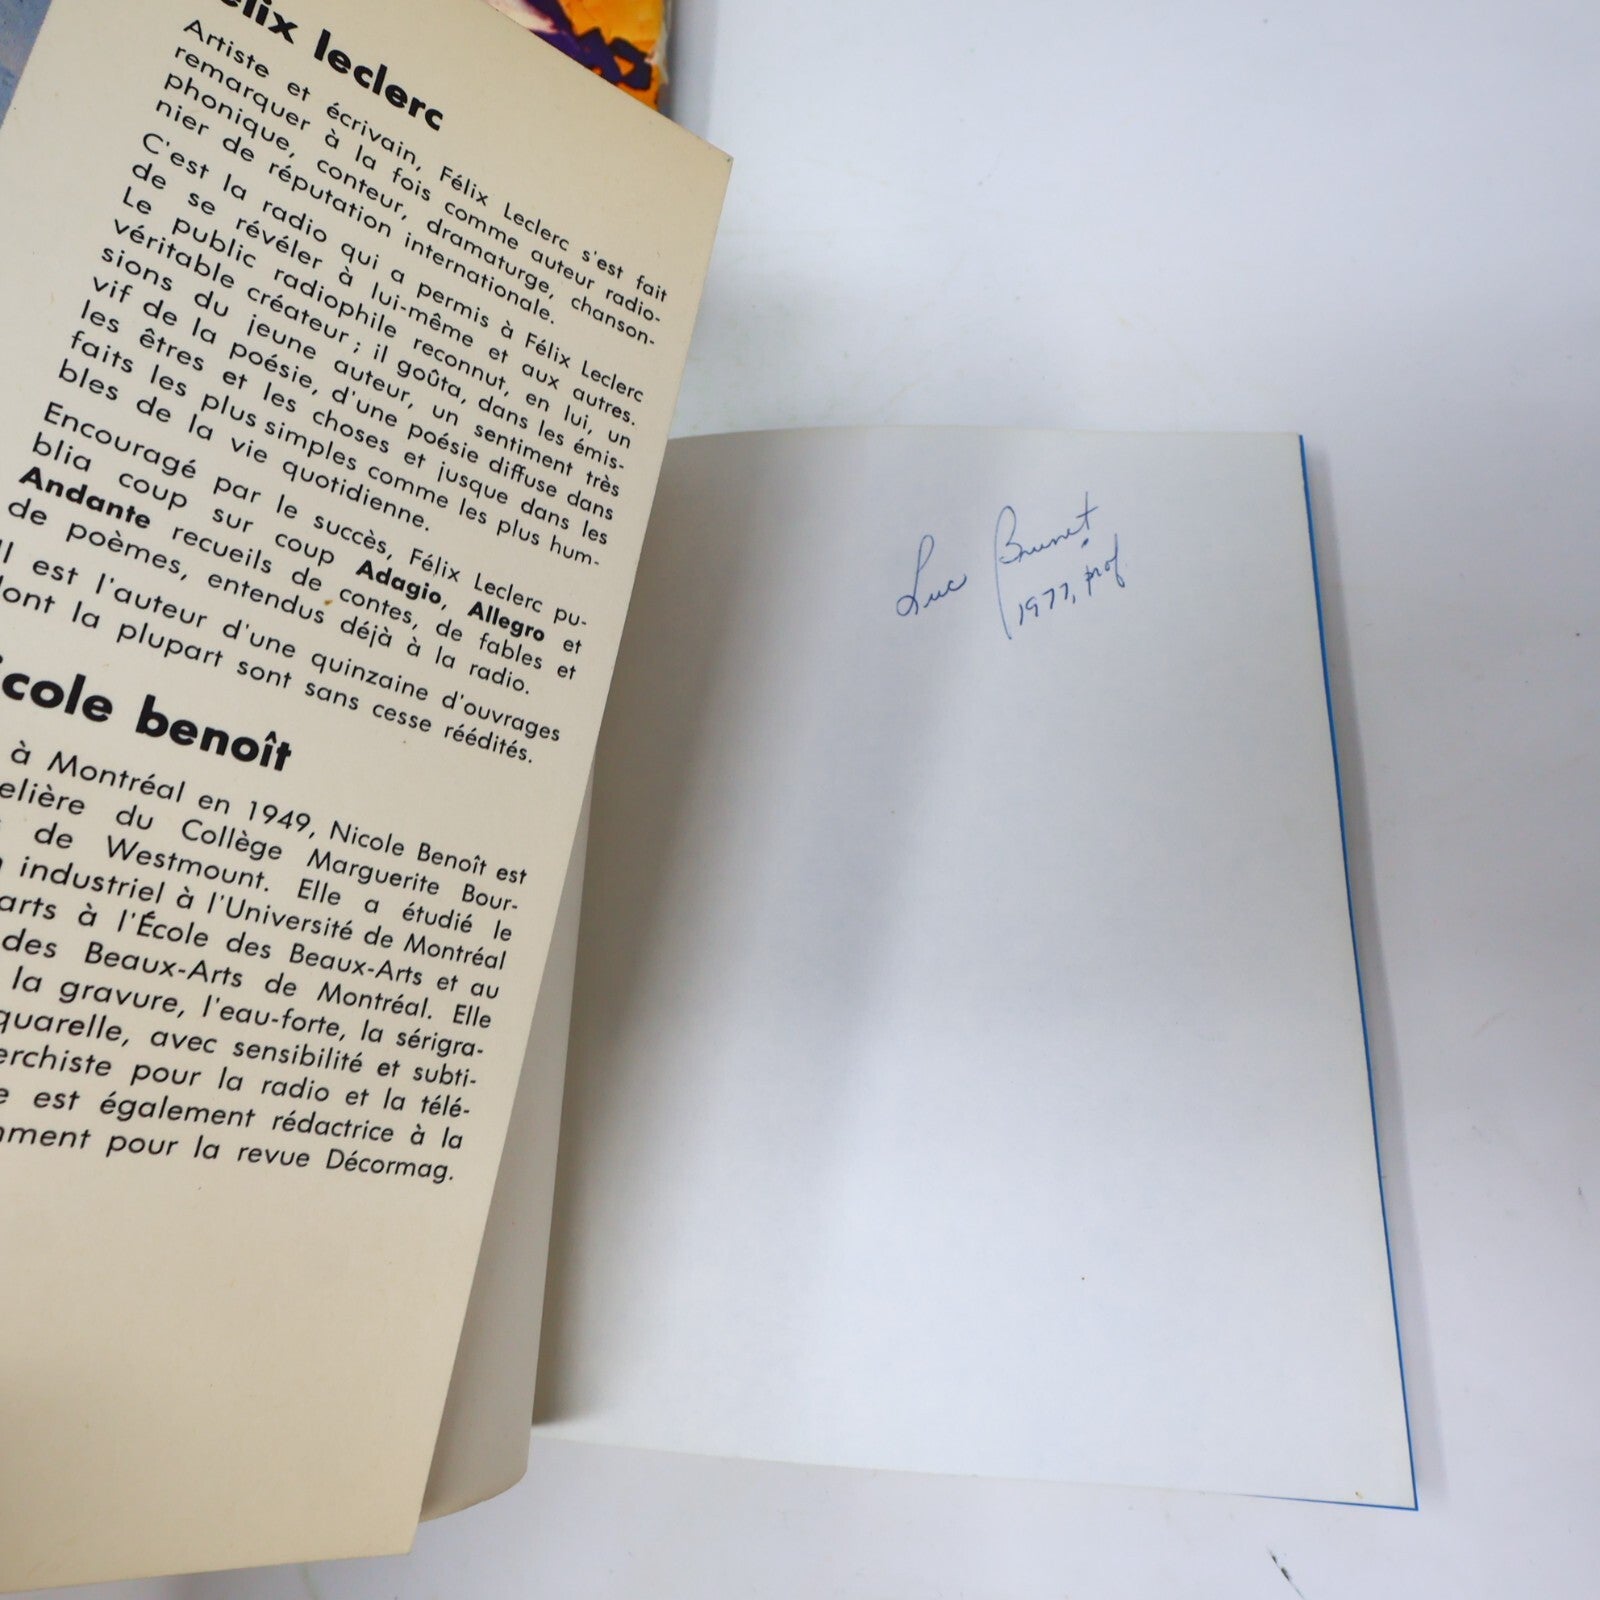 élix leclerc
Artiste et écrivain, Félix Leclerc s'est fait
remarquer à la fois comme auteur radio-
phonique, conteur, dramaturge, chanson-
nier de réputation internationale.
C'est la radio qui a permis à Félix Leclerc
de se révéler à lui-même et aux autres.
Le public radiophile reconnut, en lui, un
véritable créateur ; il goûta, dans les émis-
sions du jeune auteur, un sentiment très
vif de la poésie, d'une poésie diffuse dans
les êtres et les choses et jusque dans les
faits les plus simples comme les plus hum-
bles de la vie quotidienne.
Encouragé par le succès, Félix Leclerc pu-
blia coup sur coup Adagio, Allegro et
Andante recueils de contes, de fables et
de poèmes, entendus déjà à la radio.
Il est l'auteur d'une quinzaine d'ouvrages
dont la plupart sont sans cesse réédités.
icole benoît
à Montréal en 1949, Nicole Benoît est
elière du Collège Marguerite Bour-
de Westmount. Elle a étudié le
n industriel à l'Université de Montréal
arts à l'École des Beaux-Arts et au
des Beaux-Arts de Montréal. Elle
la gravure, l'eau-forte, la sérigra-
quarelle, avec sensibilité et subti-
erchiste pour la radio et la télé-
e est également rédactrice à la
mment pour la revue Décormag.
Luc Brunet
1977, prof